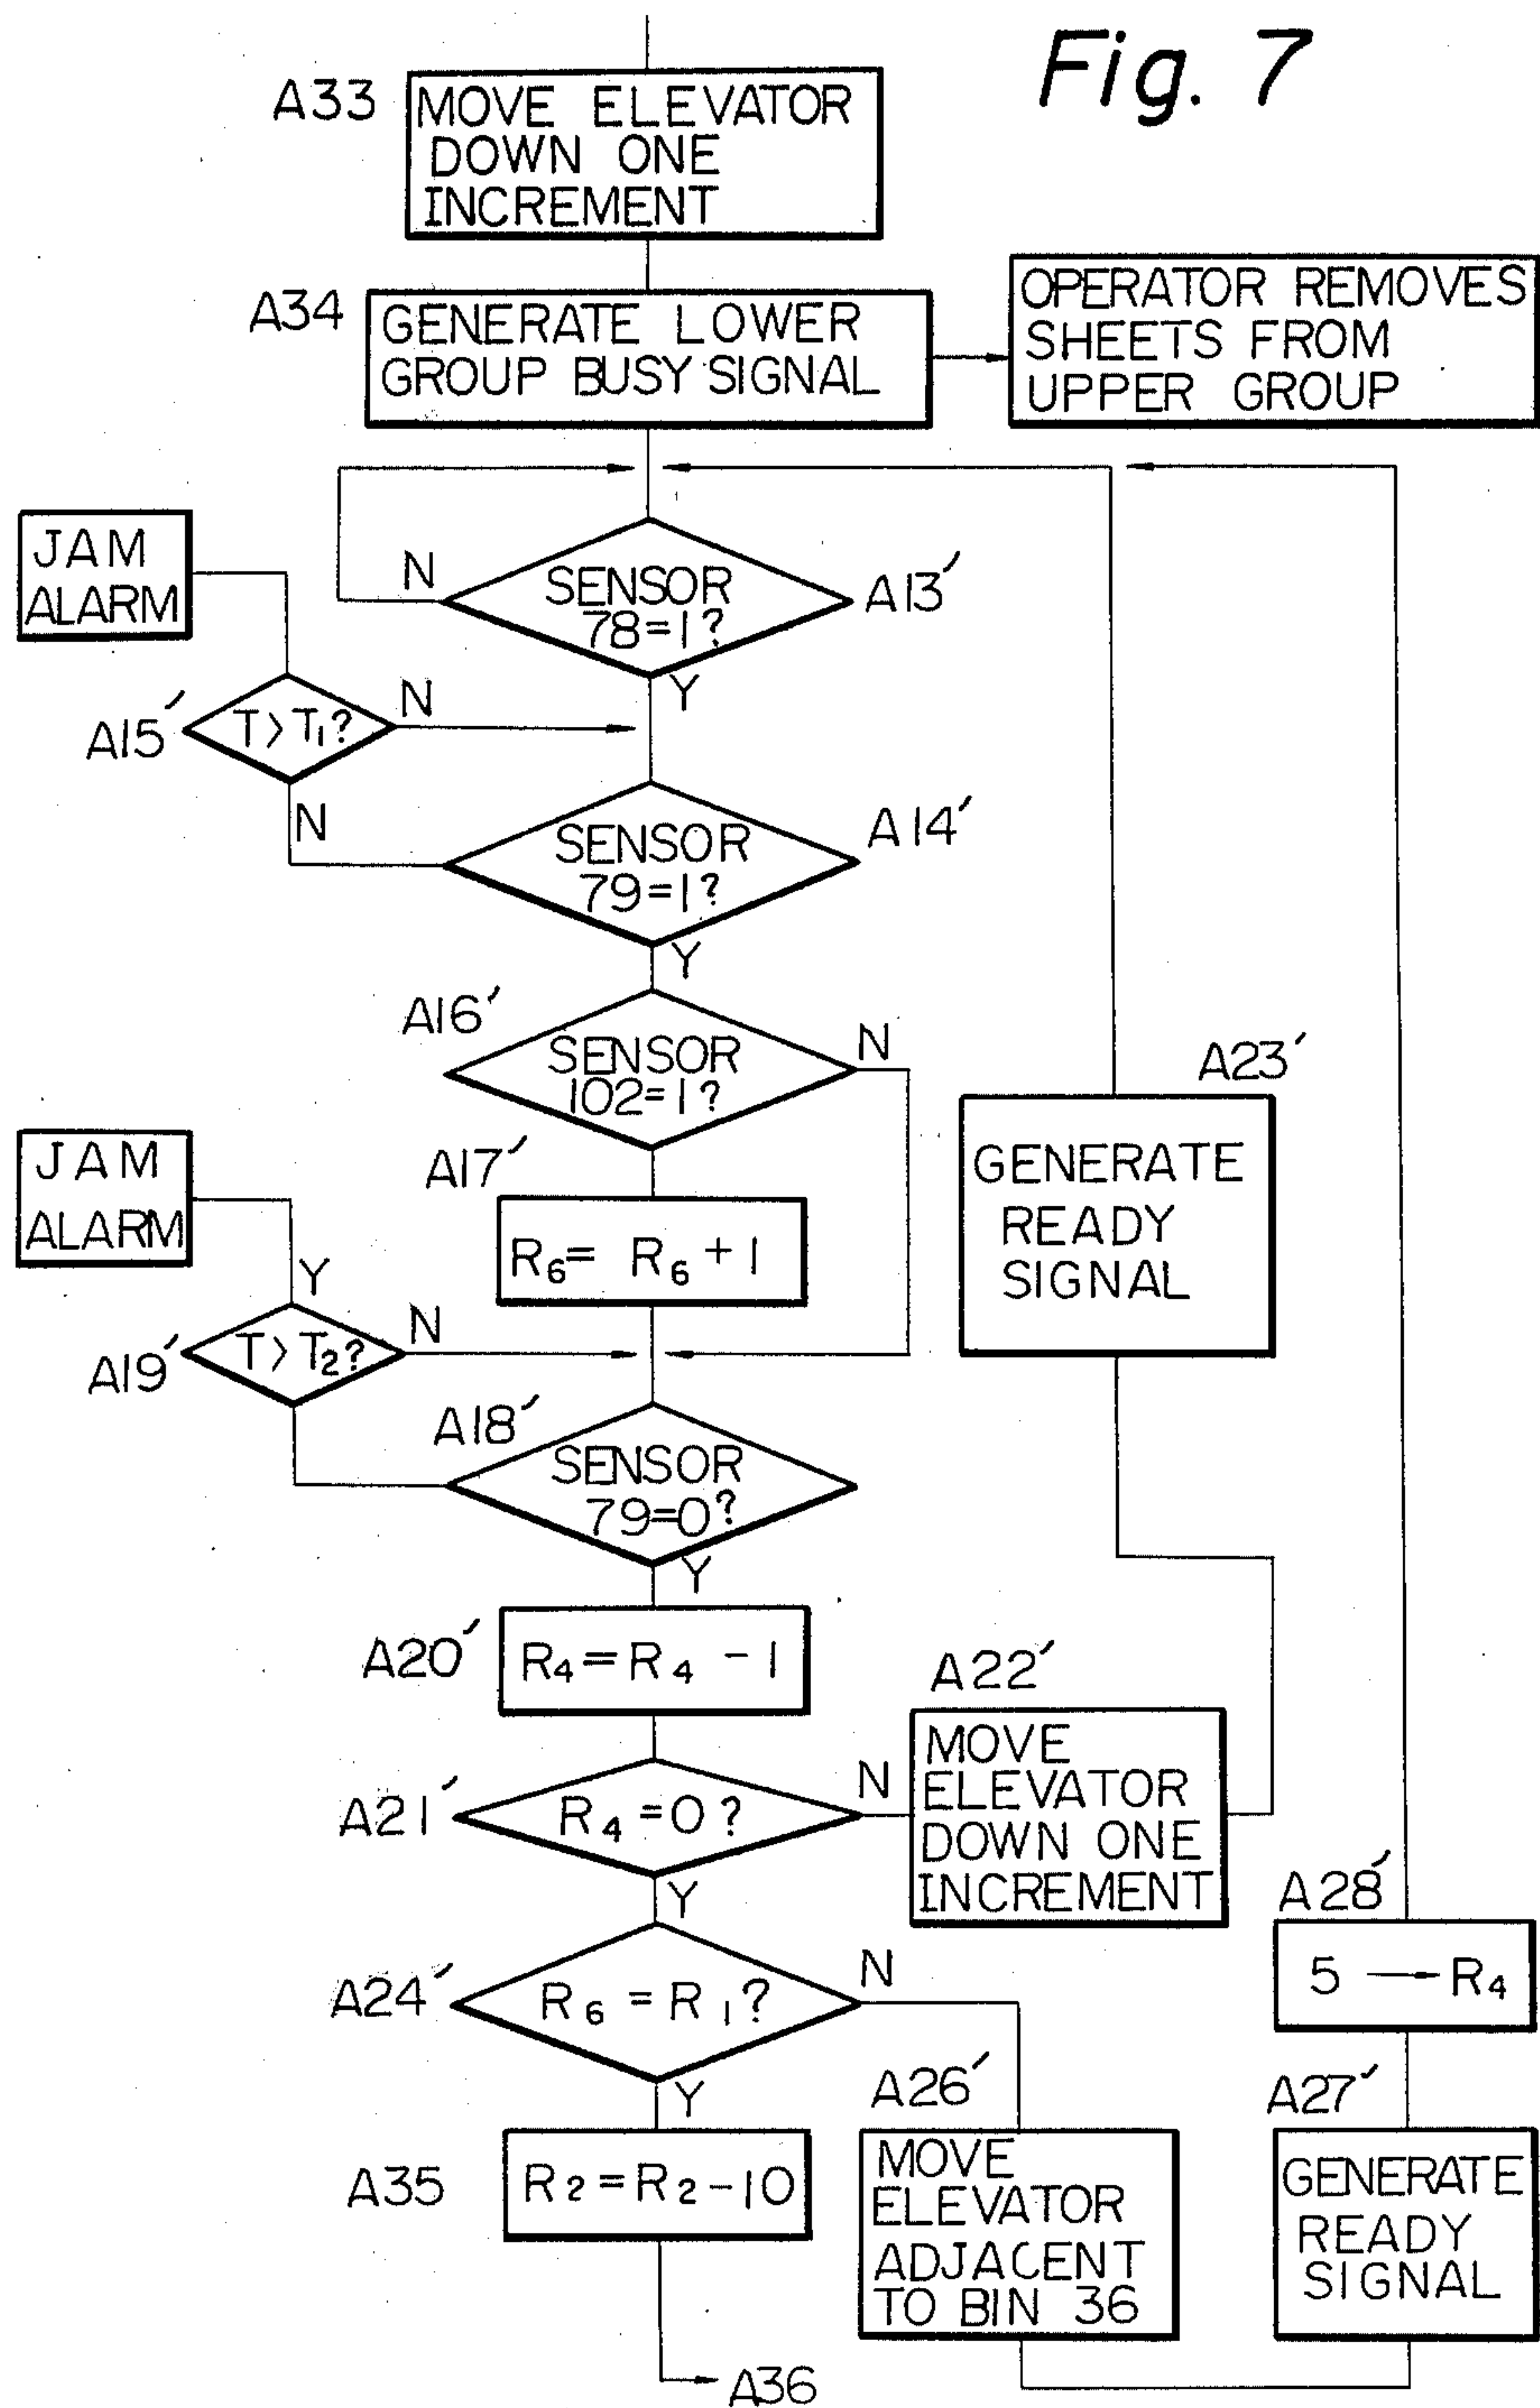 Fig. 7
A33
MOVE ELEVATOR
DOWN ONE
INCREMENT
A34
GENERATE LOWER
GROUP BUSY SIGNAL
OPERATOR REMOVES
SHEETS FROM
UPPER GROUP
JAM
ALARM
N
SENSOR
78=1?
A13′
Y
A15′
T>T₁?
N
N
SENSOR
79=1?
A14′
Y
A16′
SENSOR
102=1?
N
A23′
GENERATE
READY
SIGNAL
A17′
R₆= R₆+1
JAM
ALARM
Y
A19′
T>T₂?
N
A18′
SENSOR
79=0?
Y
A20′
R₄=R₄ -1
A22′
MOVE
ELEVATOR
DOWN ONE
INCREMENT
A21′
R₄=0?
N
Y
A28′
5 → R₄
A24′
R₆=R₁?
N
Y
A26′
MOVE
ELEVATOR
ADJACENT
TO BIN 36
A27′
GENERATE
READY
SIGNAL
A35
R₂=R₂-10
A36